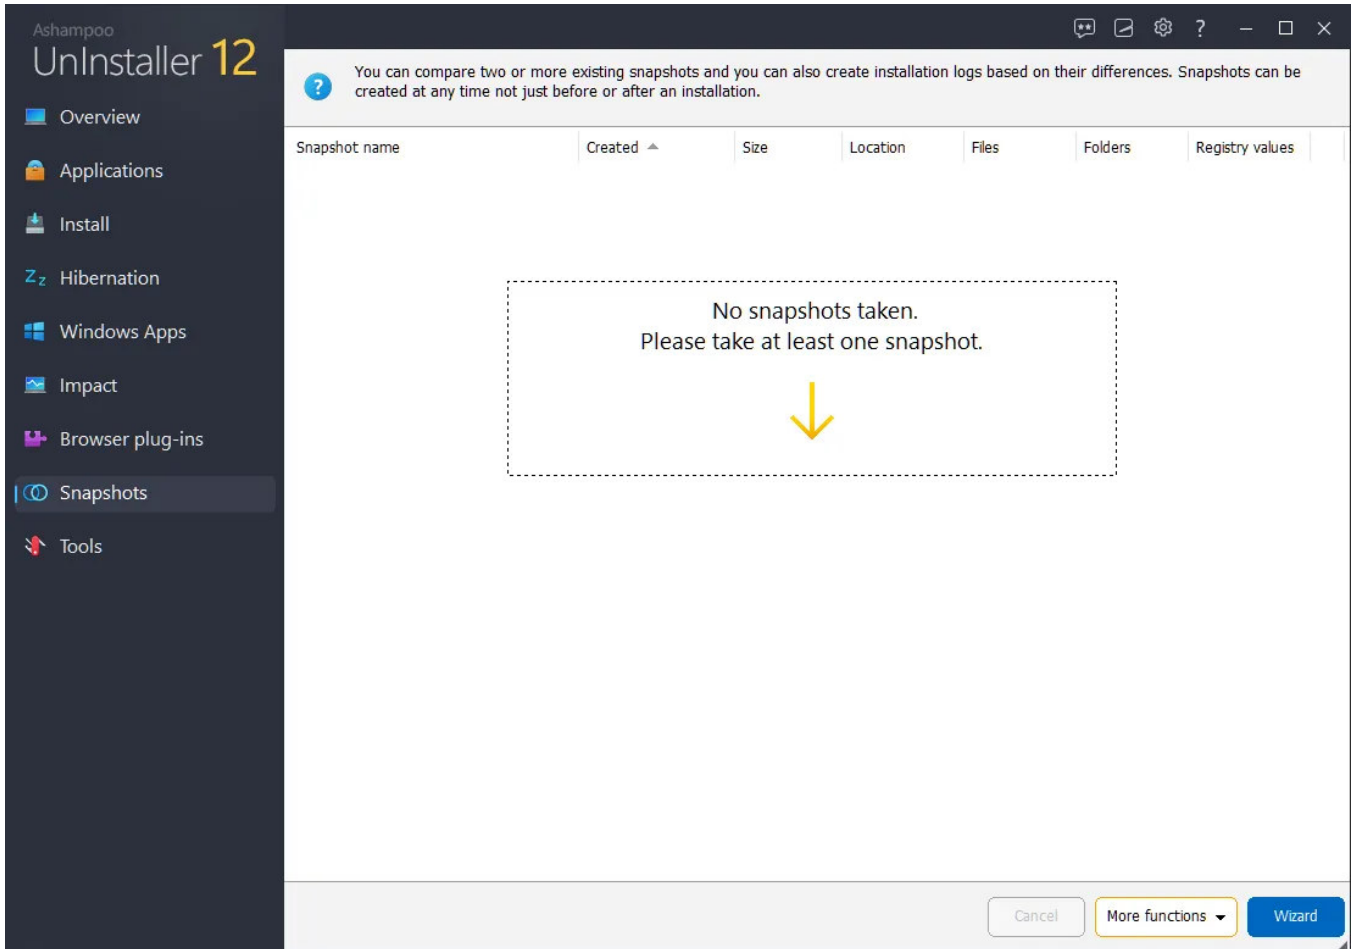 Ashampoo
UnInstaller 12
Overview
Applications
Install
Hibernation
Windows Apps
Impact
Browser plug-ins
Snapshots
Tools
You can compare two or more existing snapshots and you can also create installation logs based on their differences. Snapshots can be
created at any time not just before or after an installation.
Snapshot name Created Size Location Files Folders Registry values
No snapshots taken.
Please take at least one snapshot.
Cancel More functions Wizard